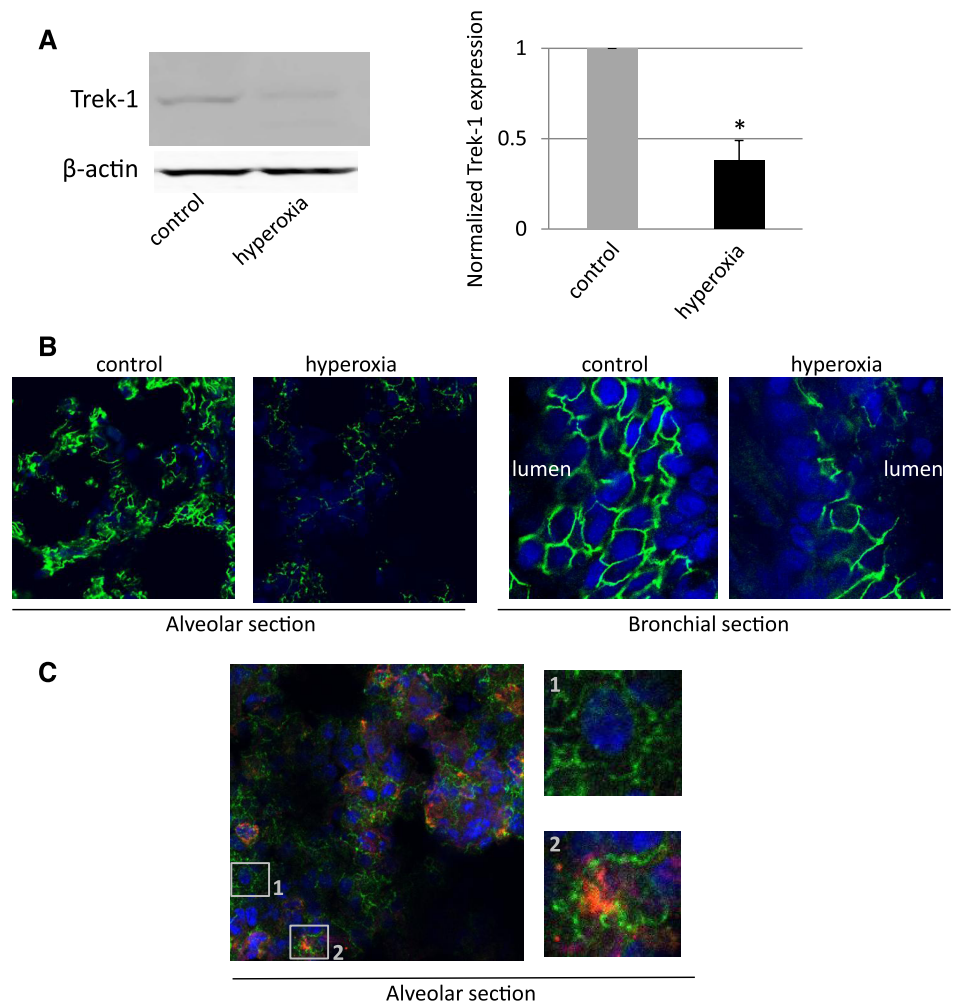 A
Trek-1
β-actin
control
hyperoxia
Normalized Trek-1 expression
1
0.5
0
*
control
hyperoxia
B
control
hyperoxia
control
hyperoxia
lumen
lumen
Alveolar section
Bronchial section
C
1
2
1
2
Alveolar section